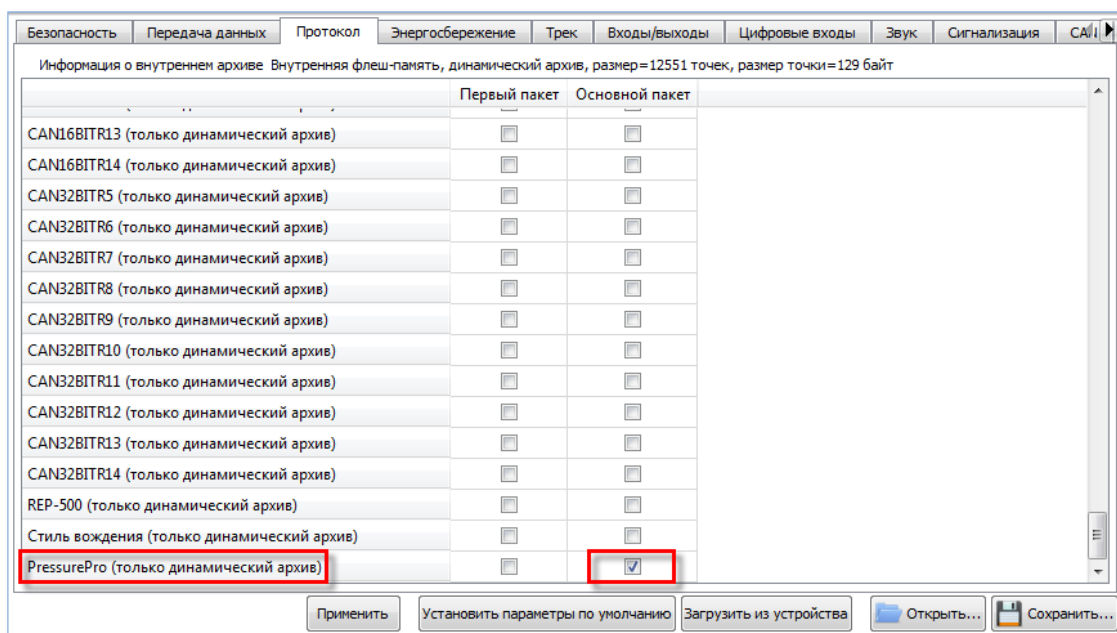 Безопасность Передача данных Протокол Энергосбережение Трек Входы/выходы Цифровые входы Звук Сигнализация CAN
Информация о внутреннем архиве Внутренняя флеш-память, динамический архив, размер=12551 точек, размер точки=129 байт
Первый пакет Основной пакет
CAN16BITR13 (только динамический архив)
CAN16BITR14 (только динамический архив)
CAN32BITR5 (только динамический архив)
CAN32BITR6 (только динамический архив)
CAN32BITR7 (только динамический архив)
CAN32BITR8 (только динамический архив)
CAN32BITR9 (только динамический архив)
CAN32BITR10 (только динамический архив)
CAN32BITR11 (только динамический архив)
CAN32BITR12 (только динамический архив)
CAN32BITR13 (только динамический архив)
CAN32BITR14 (только динамический архив)
REP-500 (только динамический архив)
Стиль вождения (только динамический архив)
PressurePro (только динамический архив)
Применить Установить параметры по умолчанию Загрузить из устройства Открыть... Сохранить...